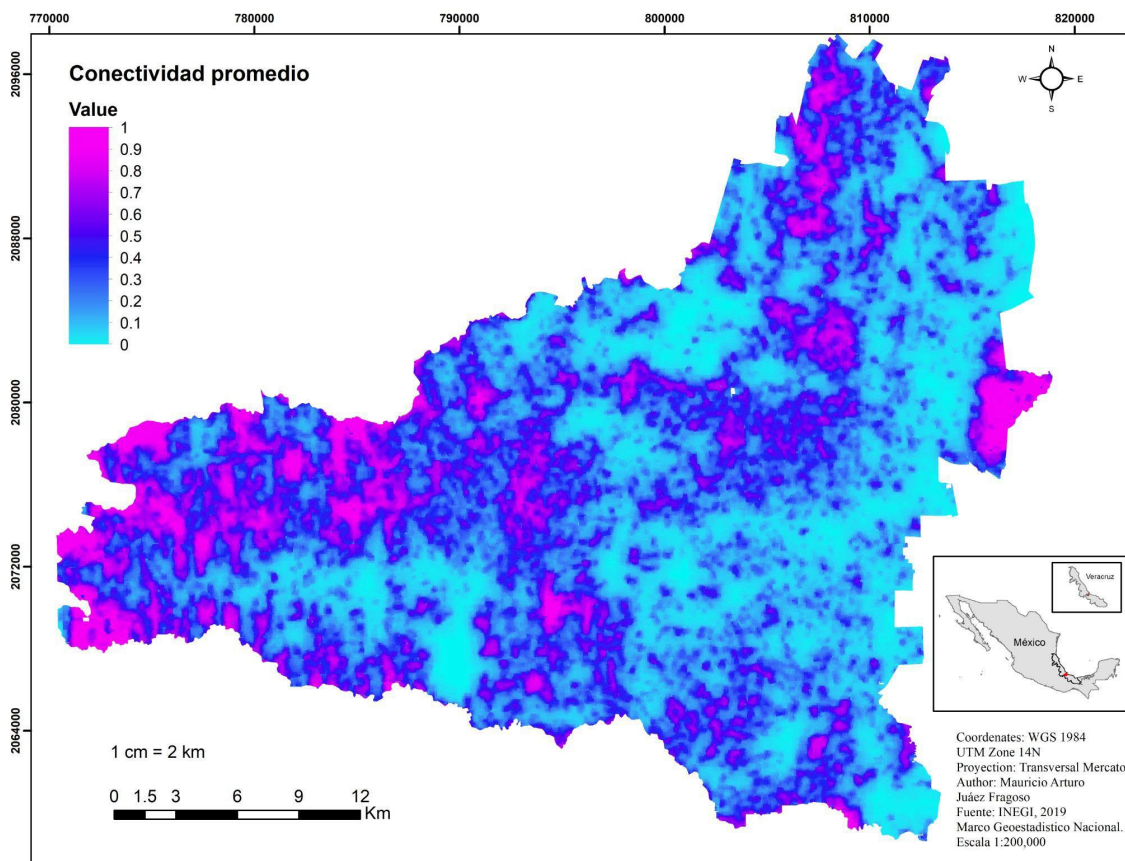 770000 780000 790000 800000 810000 820000
2096000
2088000
2080000
2072000
2064000
Conectividad promedio
Value
1
0.9
0.8
0.7
0.6
0.5
0.4
0.3
0.2
0.1
0
N
W E
S
Veracruz
México
1 cm = 2 km
0 1.5 3 6 9 12
Km
Coordenates: WGS 1984
UTM Zone 14N
Proyection: Transversal Mercato
Author: Mauricio Arturo
Juáez Fragoso
Fuente: INEGI, 2019
Marco Geoestadistico Nacional.
Escala 1:200,000